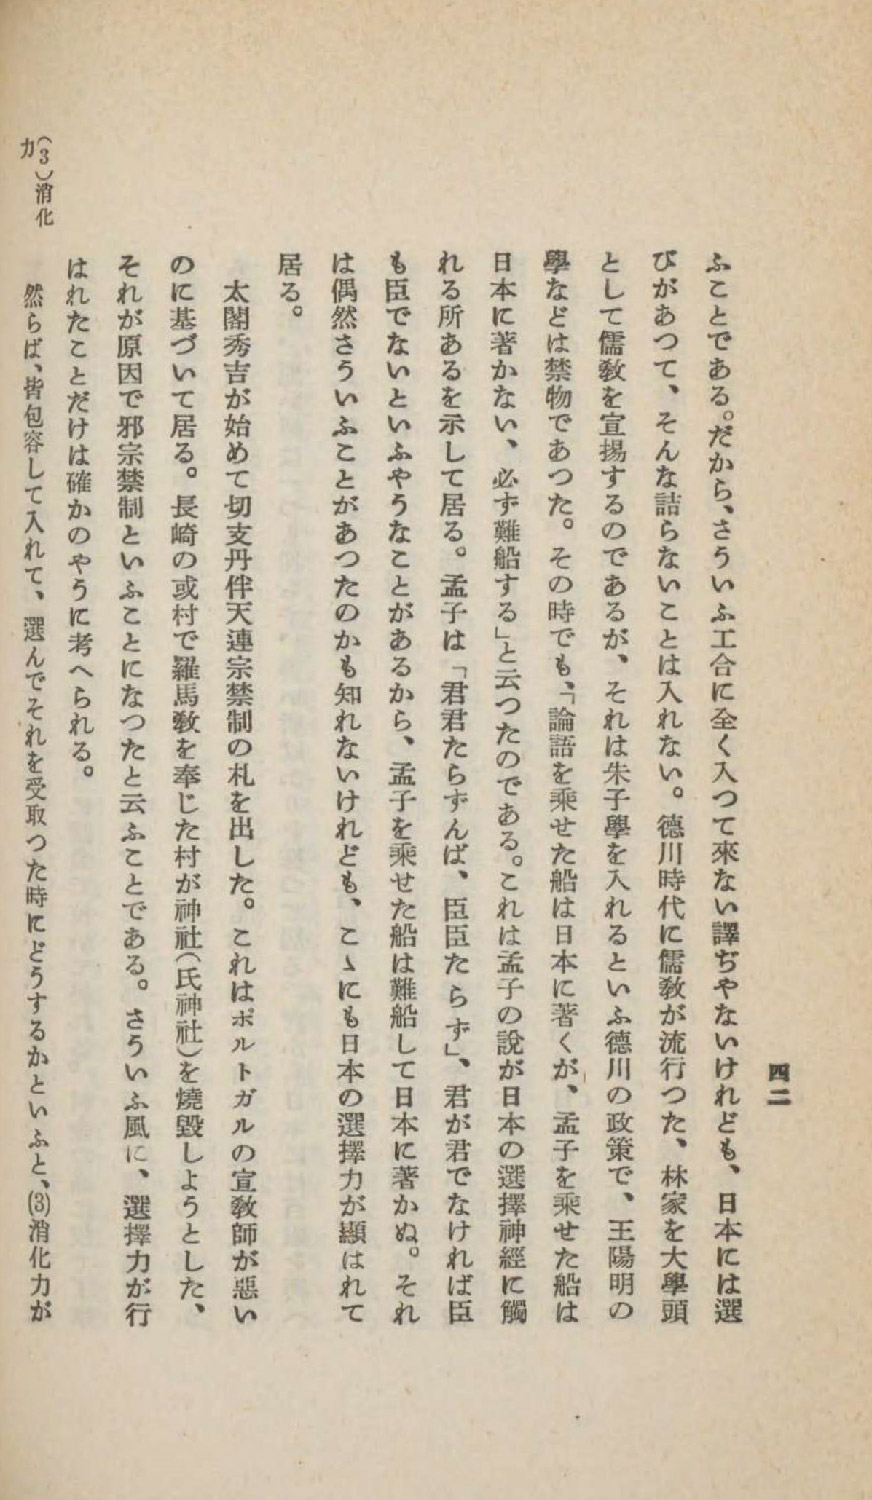 四二
ふことである。だから、さういふ工合に全く入つて來ない譯ぢやないけれども、日本には選
びがあつて、そんな詰らないことは入れない。德川時代に儒敎が流行つた、林家を大學頭
として儒敎を宣揚するのであるが、それは朱子學を入れるといふ德川の政策で、王陽明の
學などは禁物であつた。その時でも、「論語を乘せた船は日本に著くが、孟子を乘せた船は
日本に著かない、必ず難船する」と云つたのである。これは孟子の說が日本の選擇神經に觸
れる所あるを示して居る。孟子は「君君たらずんば、臣臣たらず」、君が君でなければ臣
も臣でないといふやうなことがあるから、孟子を乘せた船は難船して日本に著かぬ。それ
は偶然さういふことがあつたのかも知れないけれども、こゝにも日本の選擇力が顯はれて
居る。
太閤秀吉が始めて切支丹伴天連宗禁制の札を出した。これはポルトガルの宣敎師が惡い
のに基づいて居る。長崎の或村で羅馬敎を奉じた村が神社(氏神社)を燒毀しようとした、
それが原因で邪宗禁制といふことになつたと云ふことである。さういふ風に、選擇力が行
はれたことだけは確かのやうに考へられる。
(3)消化
力
然らば、皆包容して入れて、選んでそれを受取つた時にどうするかといふと、(3)消化力が